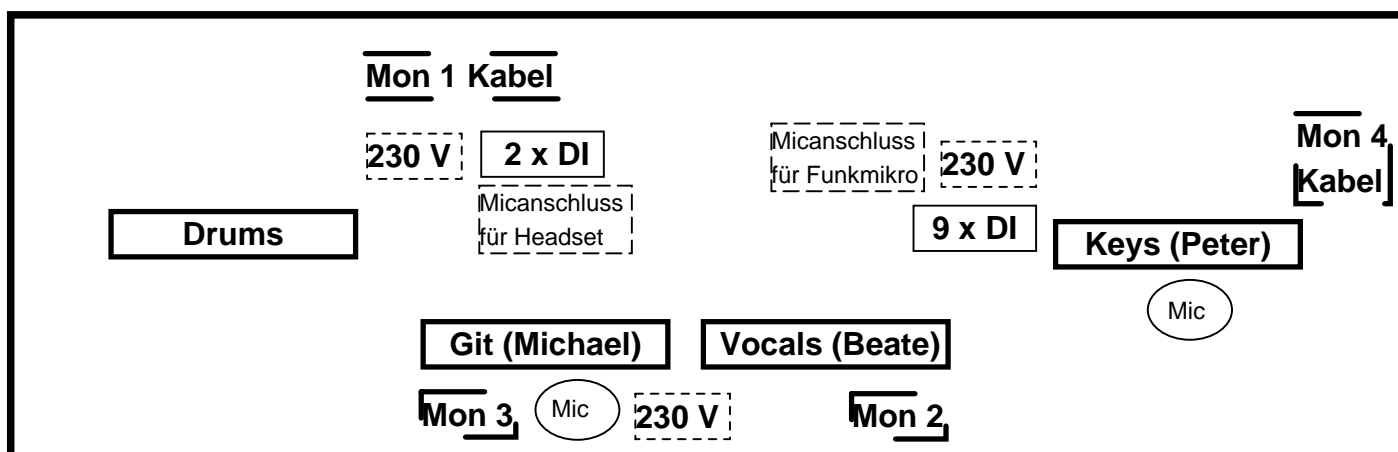 Mon 1 Kabel
230 V
2 x DI
Micanschluss
für Headset
Micanschluss
für Funkmikro
230 V
Mon 4
Kabel
Drums
9 x DI
Keys (Peter)
Mic
Git (Michael)
Vocals (Beate)
Mon 3
Mic
230 V
Mon 2